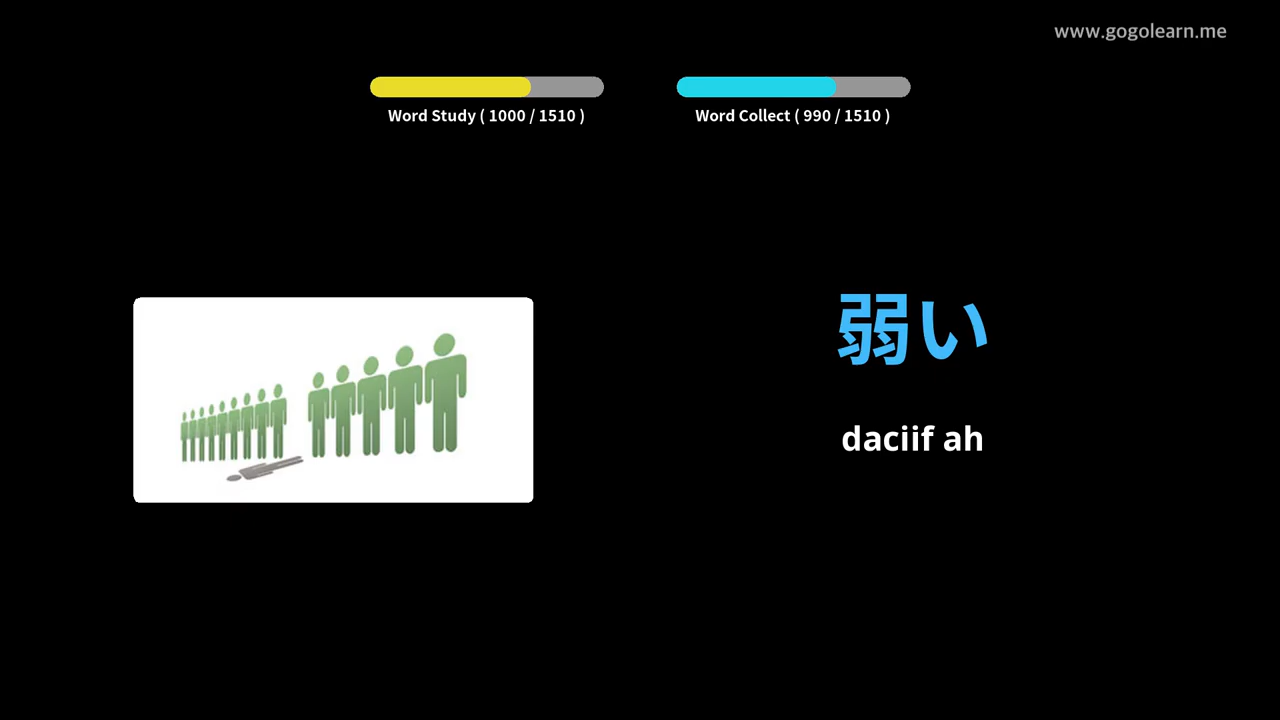 www.gogolearn.me
Word Study ( 1000 / 1510 )
Word Collect ( 990 / 1510 )
弱い
daciif ah